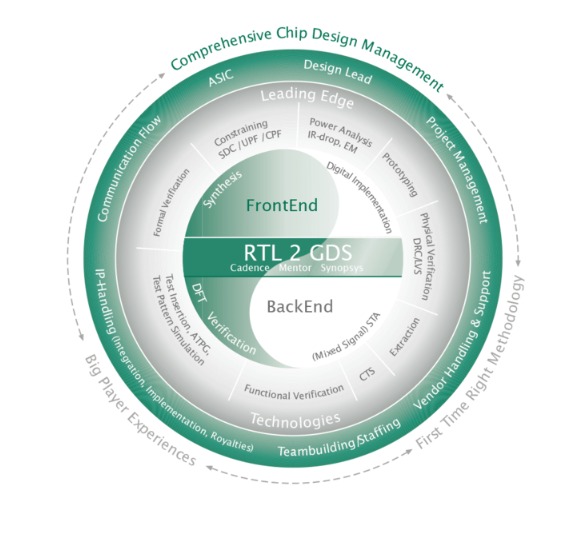 Comprehensive Chip Design Management
ASIC
Design Lead
Project Management
Vendor Handling & Support
Teambuilding/Staffing
IP-Handling (Integration, Implementation, Royalties)
Communication Flow
Leading Edge
Constraining
SDC /UPF /CPF
Power Analysis
IR-drop, EM
Prototyping
Physical Verification
DRC/LVS
Extraction
CTS
Functional Verification
Test Insertion, ATPG,
Test Pattern Simulation
Formal Verification
Technologies
Synthesis
Digital Implementation
FrontEnd
RTL 2 GDS
Cadence Mentor Synopsys
BackEnd
DFT
Verification
(Mixed Signal) STA
Big Player Experiences
First Time Right Methodology